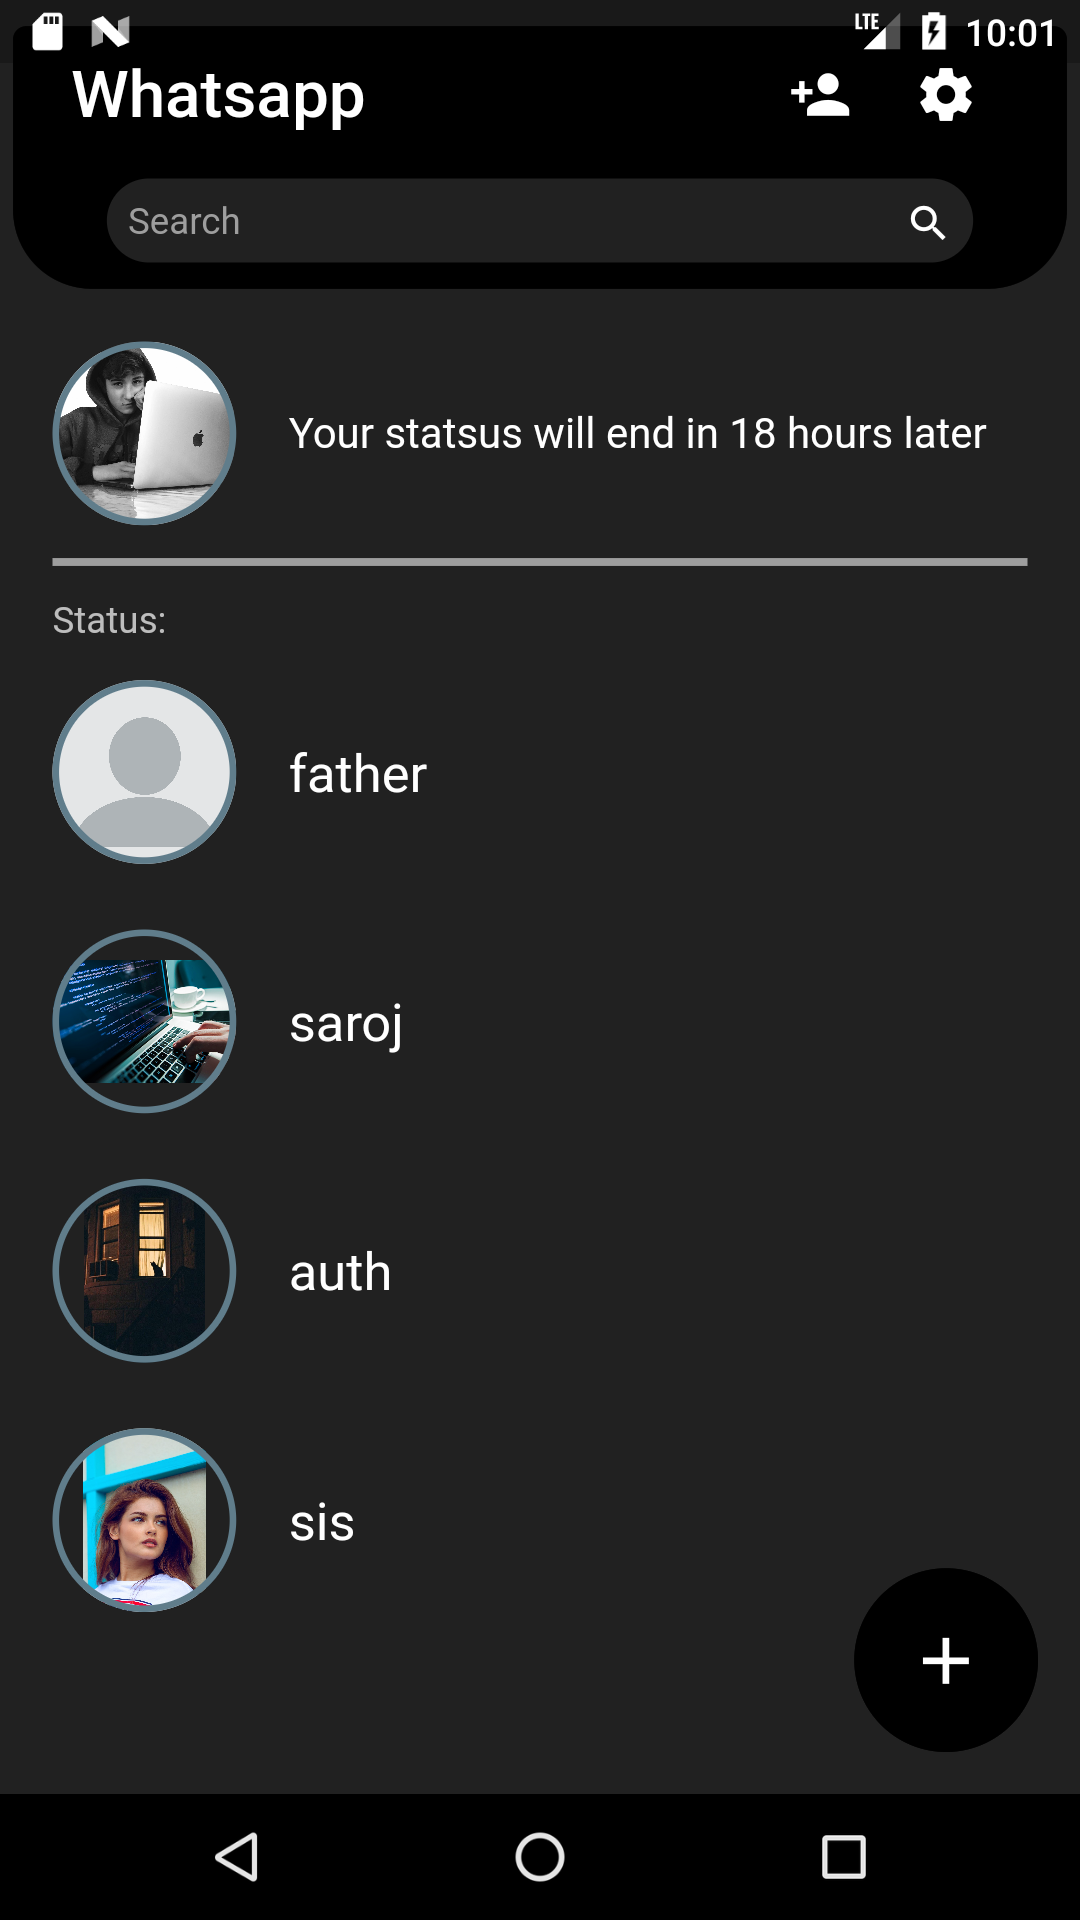 LTE 10:01
Whatsapp
Search
Your statsus will end in 18 hours later
Status:
father
saroj
auth
sis